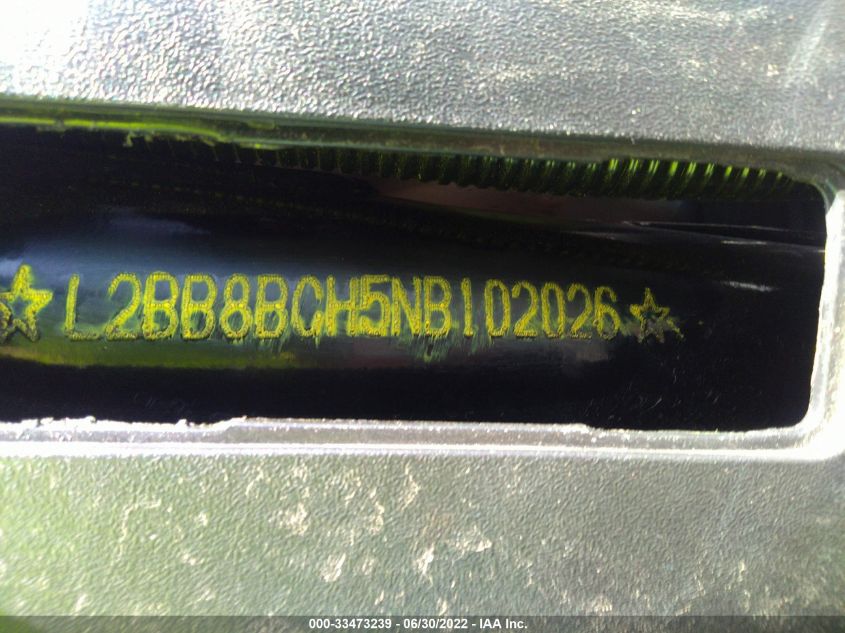 ☆L2BB8BCH5NB102026☆
000-33473239 - 06/30/2022 - IAA Inc.